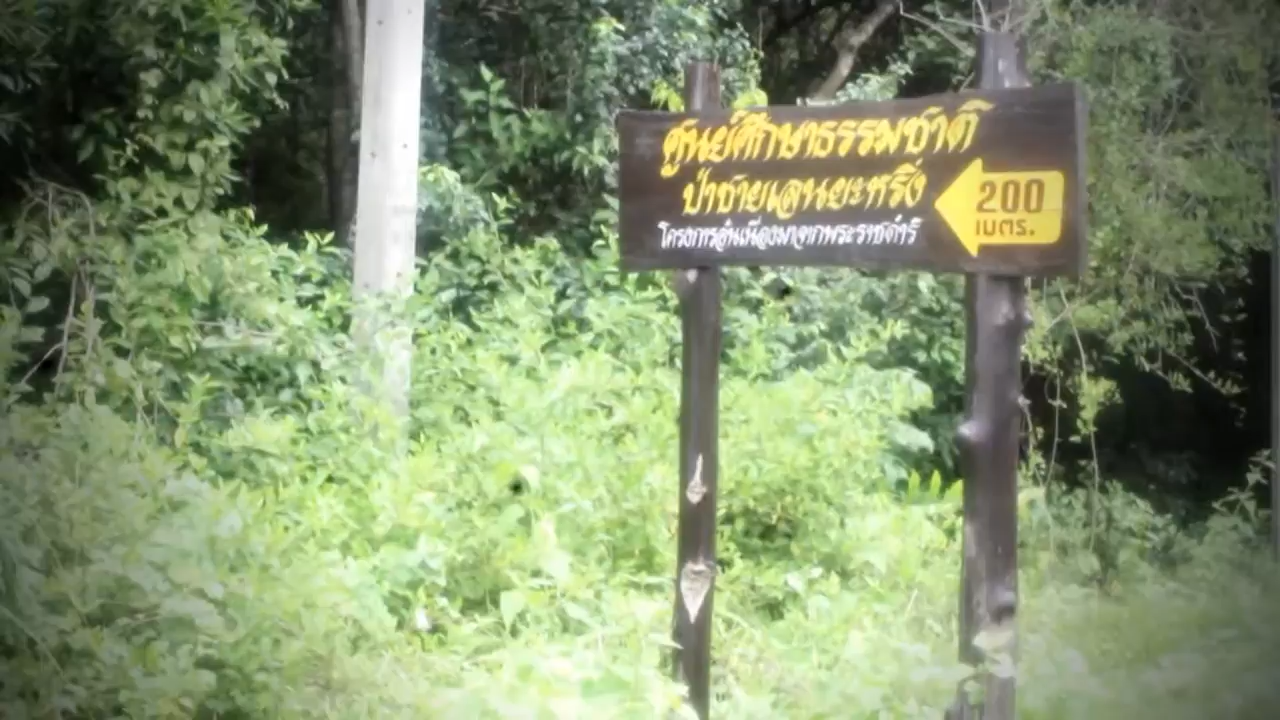 ศูนย์ศึกษาธรรมชาติ
ป่าชายเลนยะหริ่ง
โครงการอันเนื่องมาจากพระราชดำริ
200
เมตร.